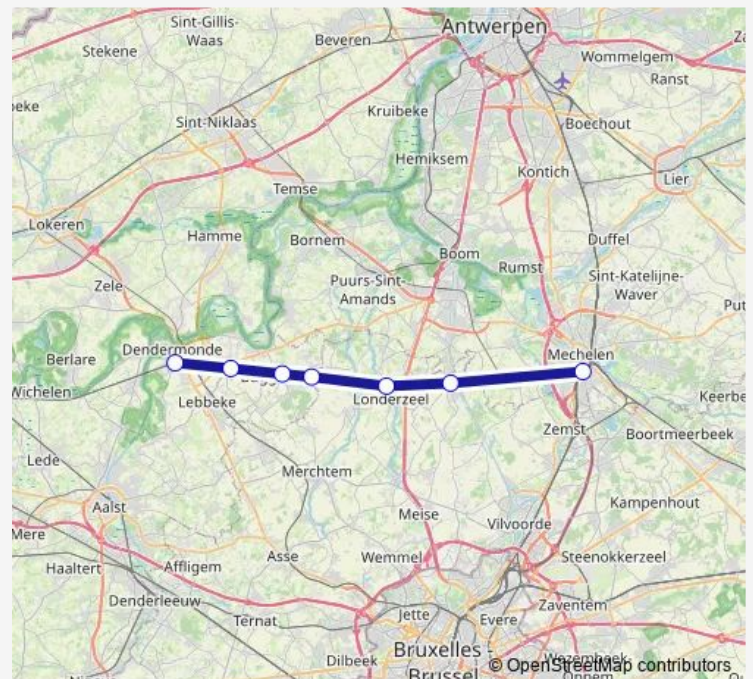 Antwerpen
Sint-Gillis-
Waas
Beveren
Stekene
Wommelgem
Ranst
Kruibeke
Sint-Niklaas
Boechout
Hemiksem
Kontich
Lier
Temse
Lokeren
Hamme
Bornem
Duffel
Boom
Rumst
Zele
Puurs-Sint-
Amands
Sint-Katelijne-
Waver
Dendermonde
Berlare
Mechelen
Wichelen
Lebbeke
Londerzeel
Keerbe
Zemst
Boortmeerbeek
Lede
Merchtem
Aalst
Meise
Vilvoorde
Kampenhout
Mere
Haaltert
Affligem
Asse
Wemmel
Steenokkerzeel
Denderleeuw
Ternat
Jette
Evere
Zaventem
Dilbeek
Bruxelles -
Brussel
© OpenStreetMap contributors